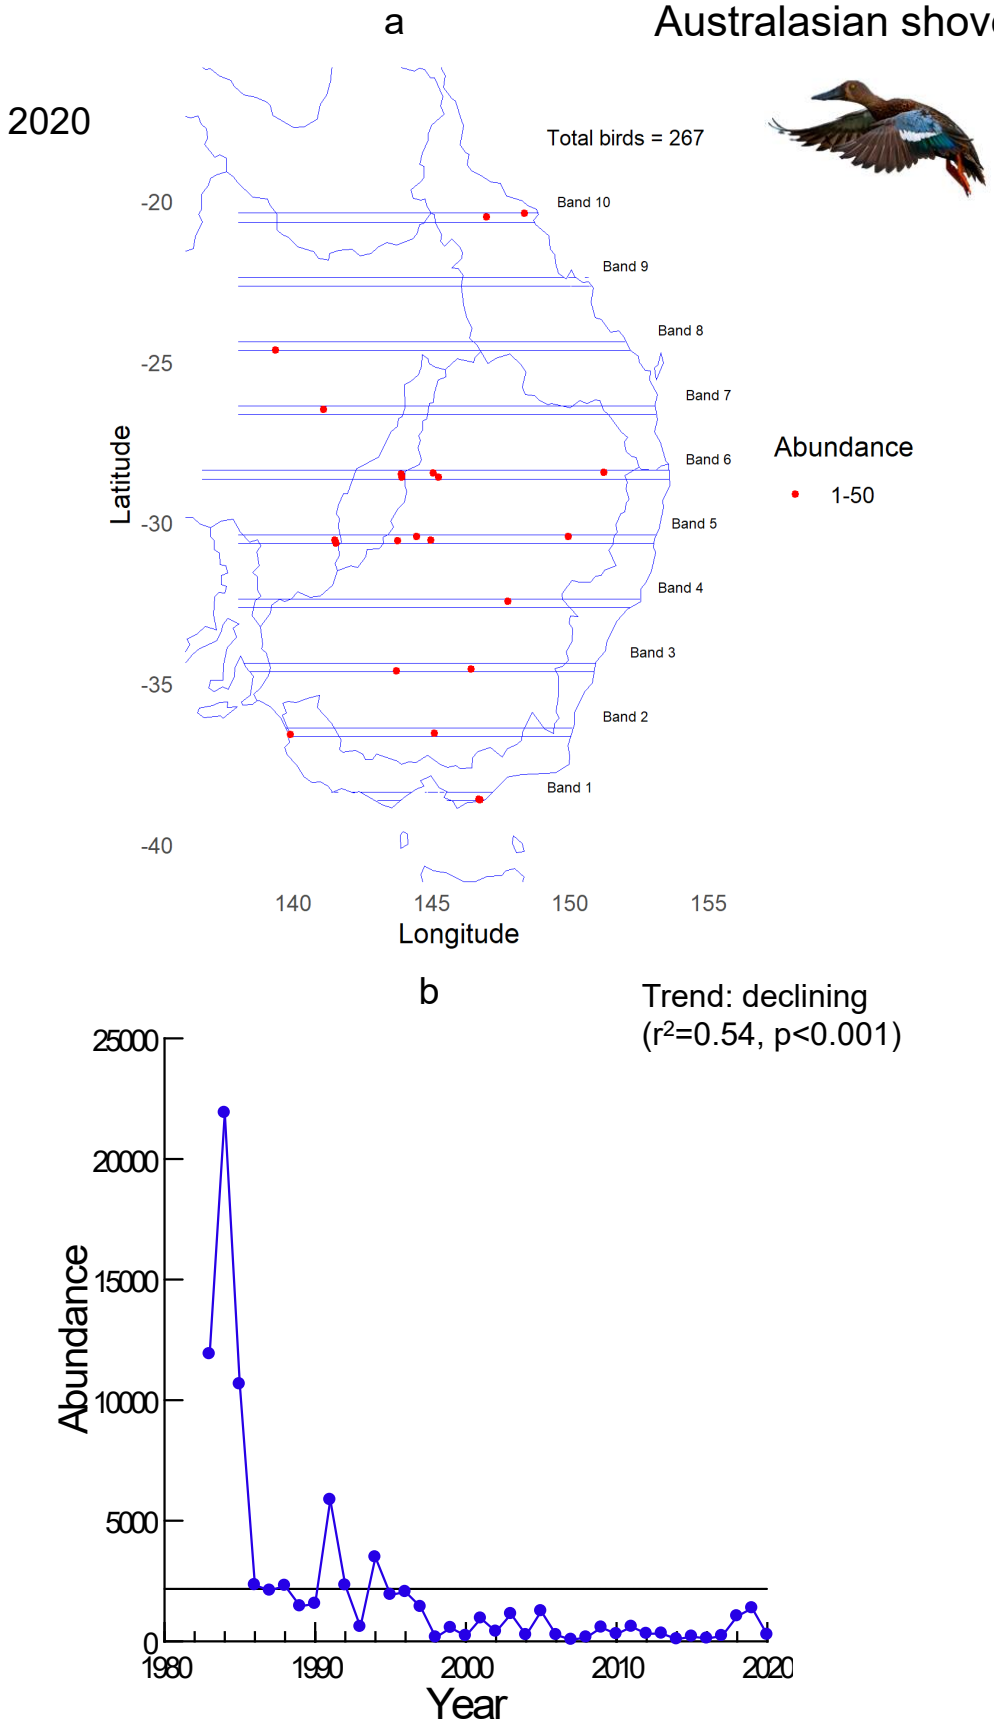 a
Australasian shove
2020
Total birds = 267
-20
Band 10
Band 9
Band 8
-25
Band 7
Abundance
Band 6
1-50
Latitude
-30
Band 5
Band 4
Band 3
-35
Band 2
Band 1
-40
140 145 150 155
Longitude
b
Trend: declining
(r²=0.54, p<0.001)
25000
20000
15000
Abundance
10000
5000
0
1980 1990 2000 2010 2020
Year